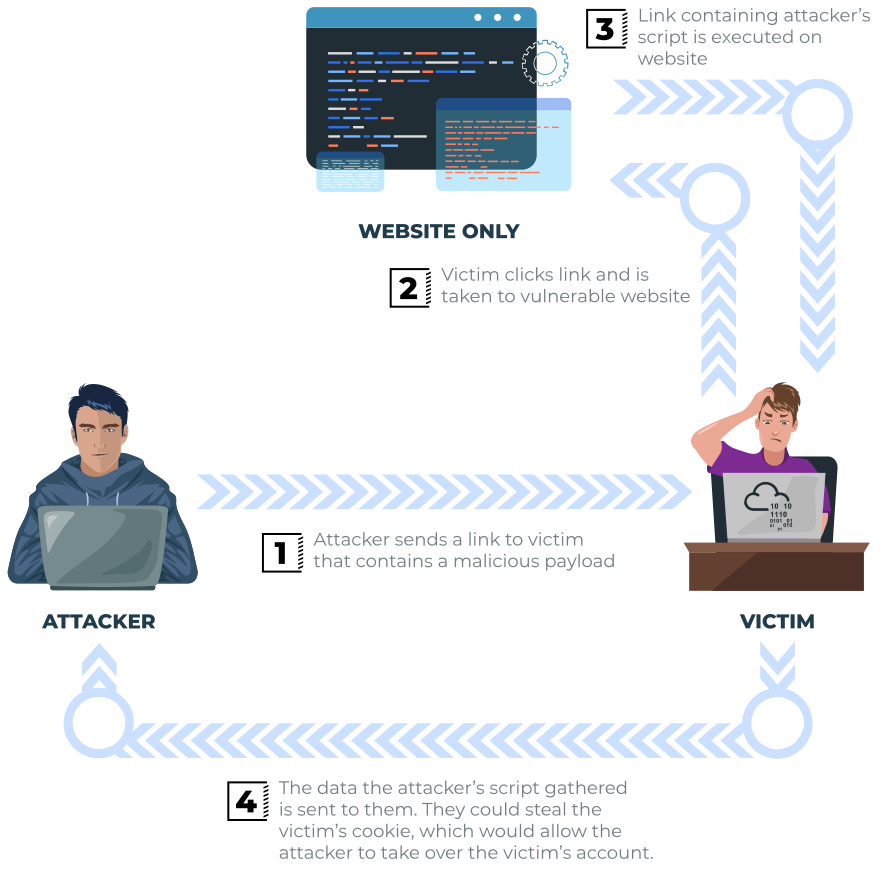 3
Link containing attacker's
script is executed on
website
WEBSITE ONLY
2
Victim clicks link and is
taken to vulnerable website
10 10
1110
0101 01
01 010
01
1
Attacker sends a link to victim
that contains a malicious payload
ATTACKER
VICTIM
4
The data the attacker's script gathered
is sent to them. They could steal the
victim's cookie, which would allow the
attacker to take over the victim's account.